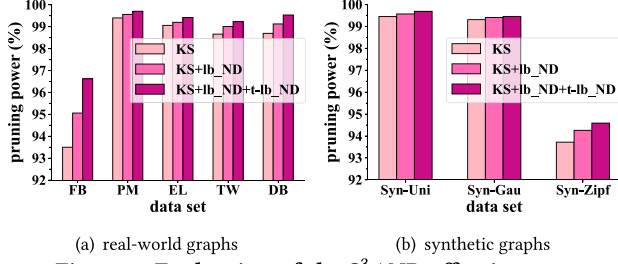 100
99
98
97
96
95
94
93
92
pruning power (%)
KS
KS+lb_ND
KS+lb_ND+t-lb_ND
FB PM EL TW DB
data set
(a) real-world graphs
100
99
98
97
96
95
94
93
92
pruning power (%)
KS
KS+lb_ND
KS+lb_ND+t-lb_ND
Syn-Uni Syn-Gau Syn-Zipf
data set
(b) synthetic graphs